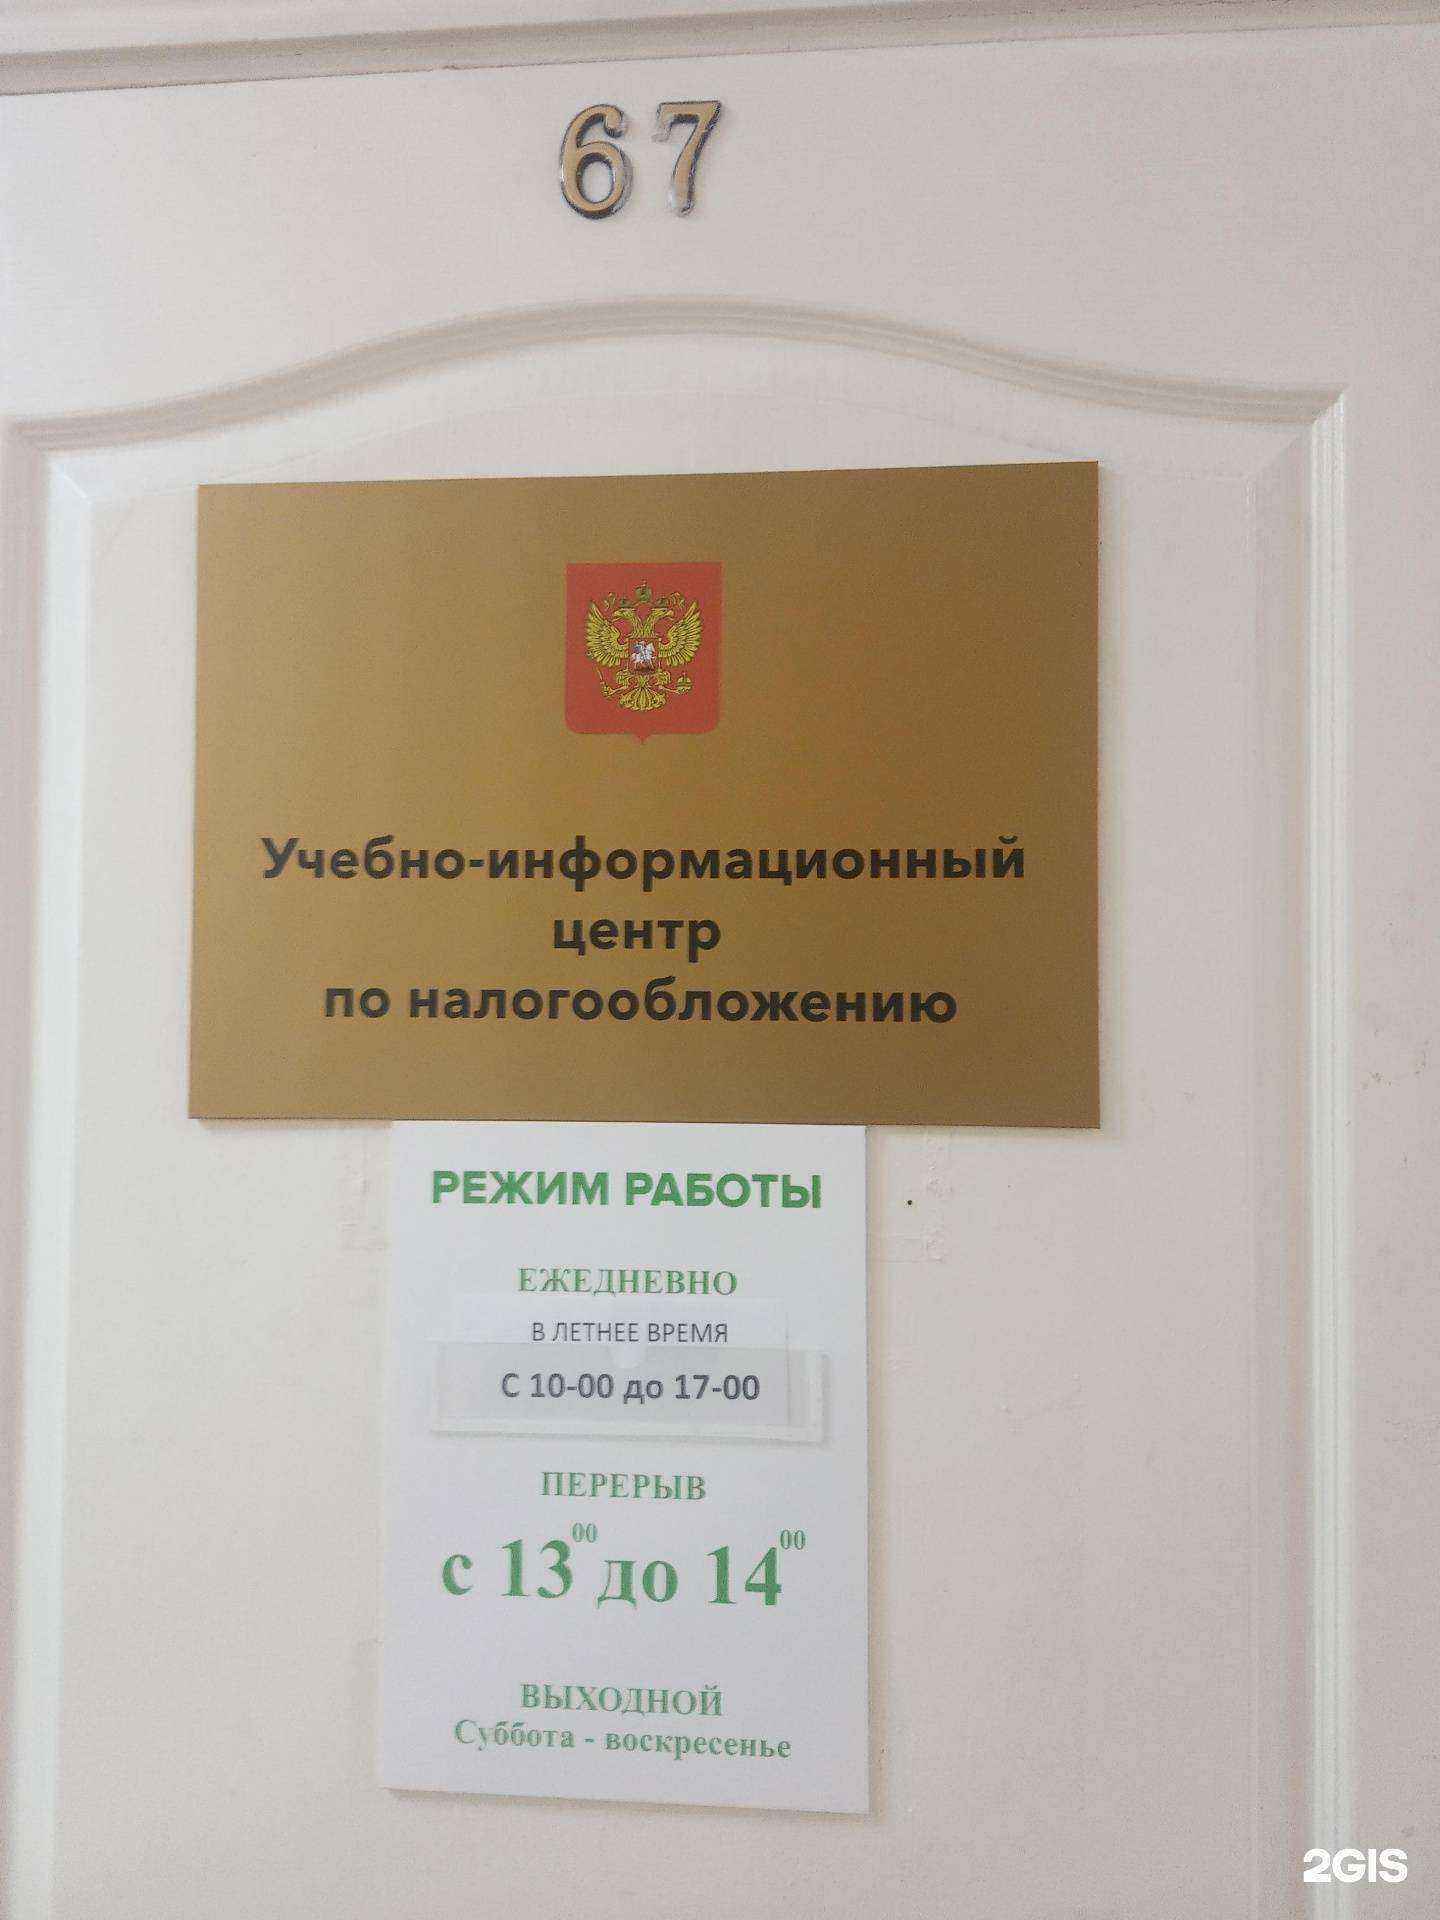 67
Учебно-информационный
центр
по налогообложению
РЕЖИМ РАБОТЫ
ЕЖЕДНЕВНО
В ЛЕТНЕЕ ВРЕМЯ
С 10-00 до 17-00
ПЕРЕРЫВ
с 13⁰⁰ до 14⁰⁰
ВЫХОДНОЙ
Суббота - воскресенье
2GIS